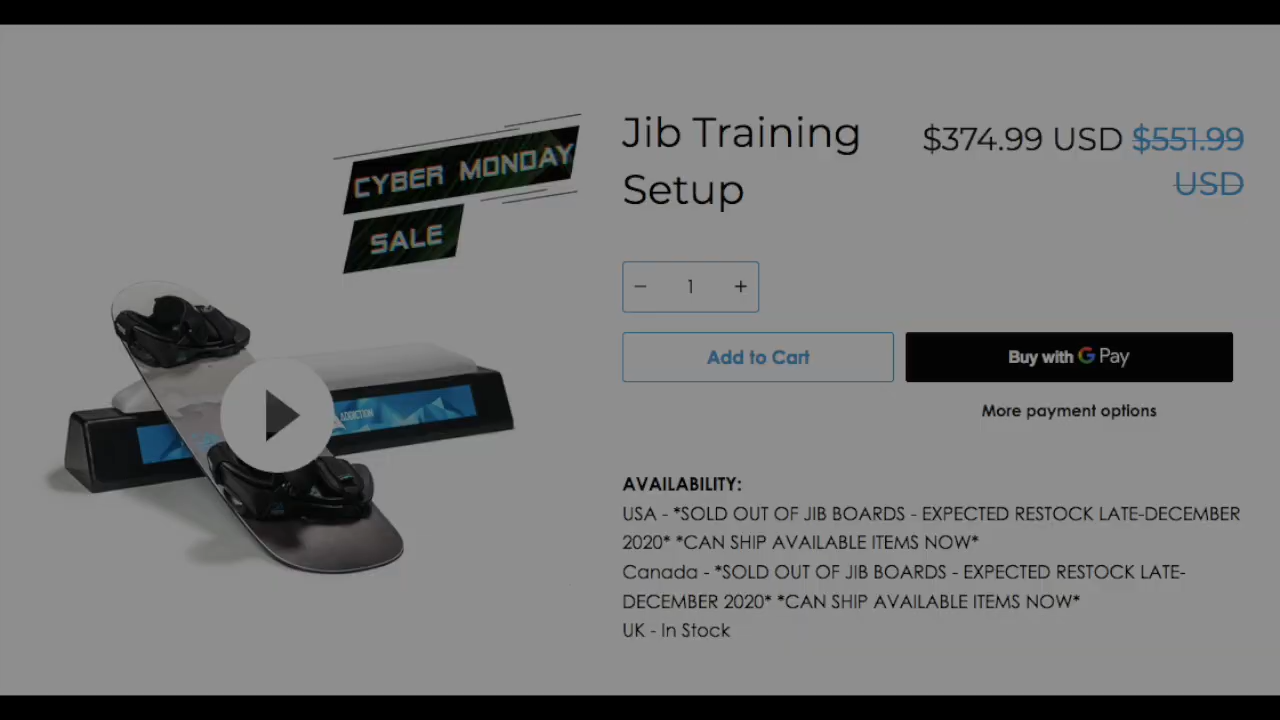 CYBER MONDAY
SALE
ADDICTION
Jib Training
Setup
$374.99 USD $551.99
USD
− 1 +
Add to Cart
Buy with G Pay
More payment options
AVAILABILITY:
USA - *SOLD OUT OF JIB BOARDS - EXPECTED RESTOCK LATE-DECEMBER
2020* *CAN SHIP AVAILABLE ITEMS NOW*
Canada - *SOLD OUT OF JIB BOARDS - EXPECTED RESTOCK LATE-
DECEMBER 2020* *CAN SHIP AVAILABLE ITEMS NOW*
UK - In Stock